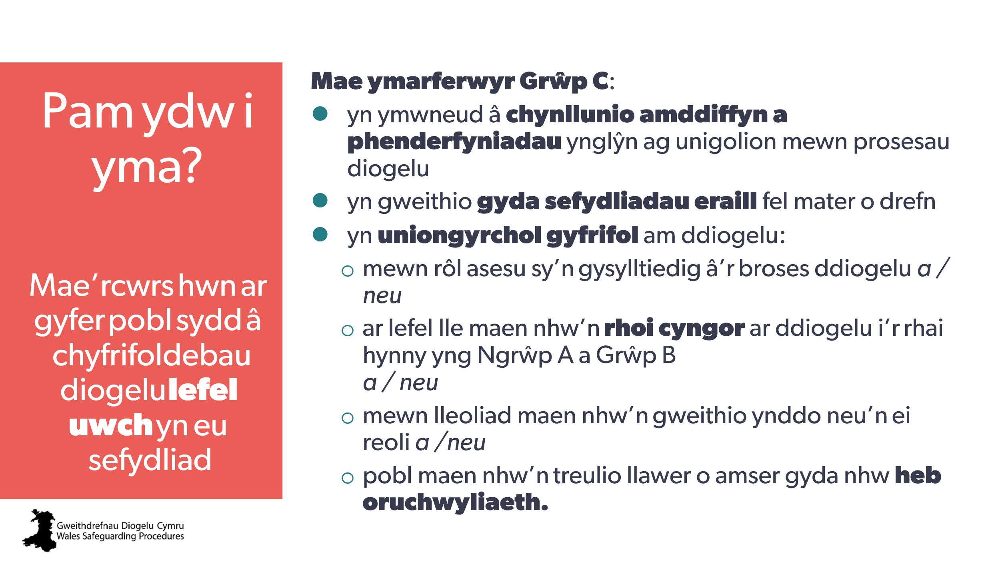 Pam ydw i
yma?
Mae'r cwrs hwn ar
gyfer pobl sydd â
chyfrifoldebau
diogelu lefel
uwch yn eu
sefydliad
Mae ymarferwyr Grŵp C:
yn ymwneud â chynllunio amddiffyn a
phenderfyniadau ynglŷn ag unigolion mewn prosesau
diogelu
yn gweithio gyda sefydliadau eraill fel mater o drefn
yn uniongyrchol gyfrifol am ddiogelu:
mewn rôl asesu sy'n gysylltiedig â'r broses ddiogelu a /
neu
ar lefel lle maen nhw'n rhoi cyngor ar ddiogelu i'r rhai
hynny yng Ngrŵp A a Grŵp B
a / neu
mewn lleoliad maen nhw'n gweithio ynddo neu'n ei
reoli a /neu
pobl maen nhw'n treulio llawer o amser gyda nhw heb
oruchwyliaeth.
Gweithdrefnau Diogelu Cymru
Wales Safeguarding Procedures